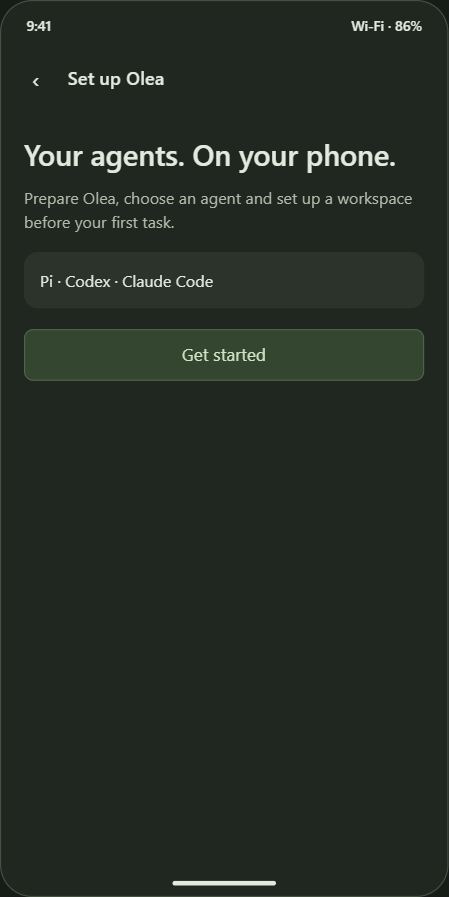 9:41
Wi-Fi · 86%
‹ Set up Olea
Your agents. On your phone.
Prepare Olea, choose an agent and set up a workspace
before your first task.
Pi · Codex · Claude Code
Get started